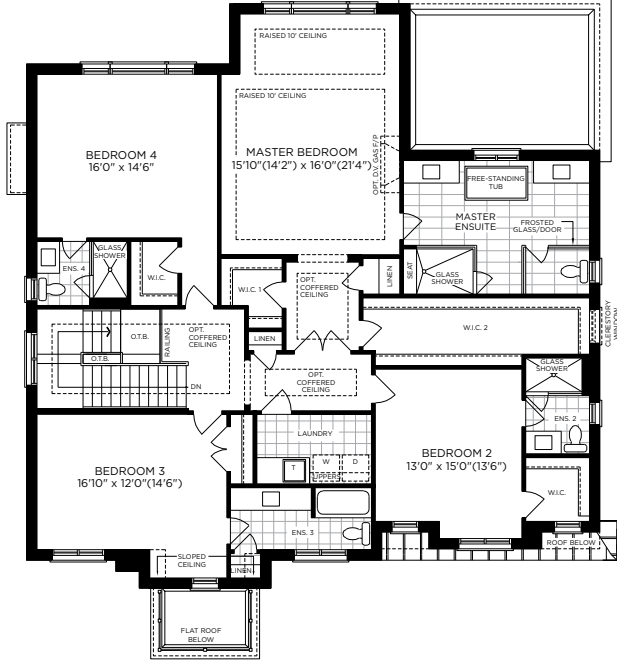 RAISED 10' CEILING
RAISED 10' CEILING
BEDROOM 4
16'0" x 14'6"
MASTER BEDROOM
15'10"(14'2") x 16'0"(21'4")
OPT. D.V. GAS F/P
FREE-STANDING
TUB
MASTER
ENSUITE
FROSTED
GLASS/DOOR
GLASS
SHOWER
ENS. 4
W.I.C.
W.I.C. 1
OPT.
COFFERED
CEILING
LINEN
SEAT
GLASS
SHOWER
W.I.C. 2
CLERESTORY
WINDOW
O.T.B.
O.T.B.
RAILING
OPT.
COFFERED
CEILING
DN
LINEN
OPT.
COFFERED
CEILING
GLASS
SHOWER
ENS. 2
LAUNDRY
W
D
T
UPPERS
BEDROOM 2
13'0" x 15'0"(13'6")
BEDROOM 3
16'10" x 12'0"(14'6")
W.I.C.
ENS. 3
SLOPED
CEILING
LINEN
ROOF BELOW
FLAT ROOF
BELOW